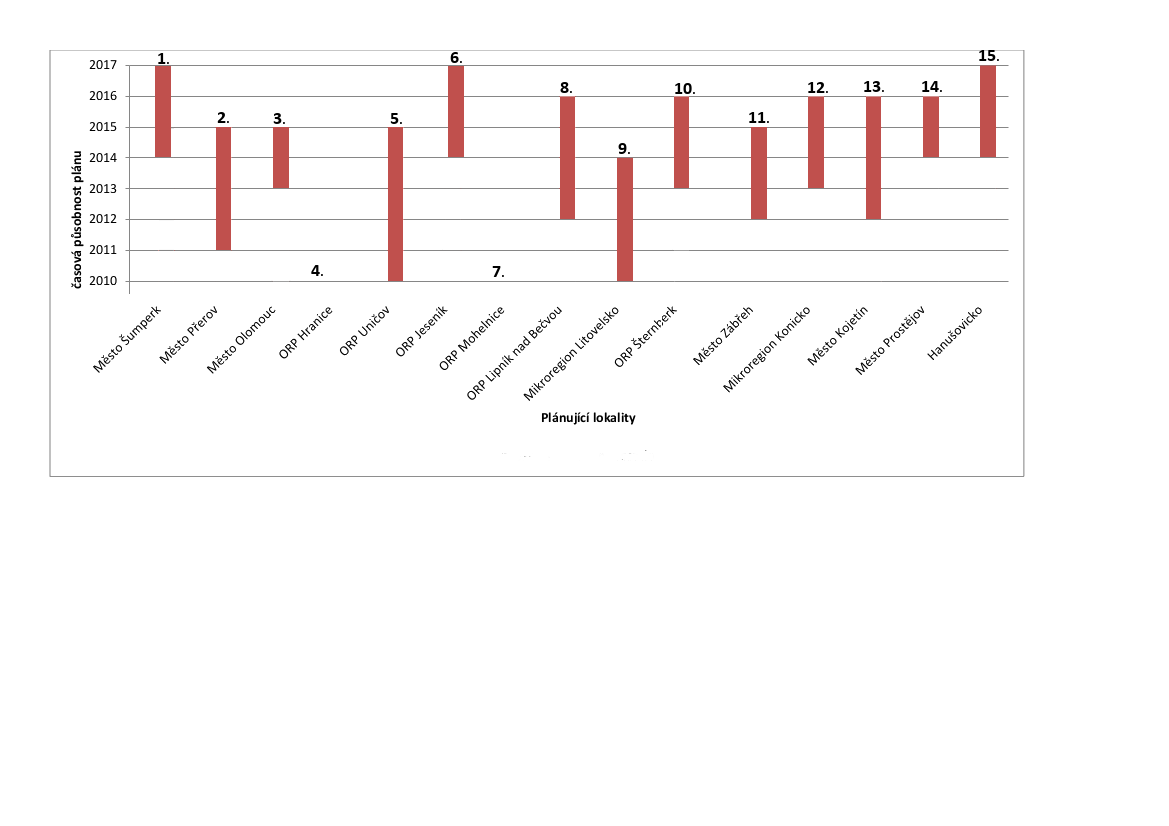 1.
2.
3.
4.
5.
6.
7.
8.
9.
10.
11.
12.
13.
14.
15.
2017
2016
2015
2014
2013
2012
2011
2010
časová působnost plánu
Město Šumperk
Město Přerov
Město Olomouc
ORP Hranice
ORP Uničov
ORP Jeseník
ORP Mohelnice
ORP Lipník nad Bečvou
Mikroregion Litovelsko
ORP Šternberk
Město Zábřeh
Mikroregion Konicko
Město Kojetín
Město Prostějov
Hanušovicko
Plánující lokality